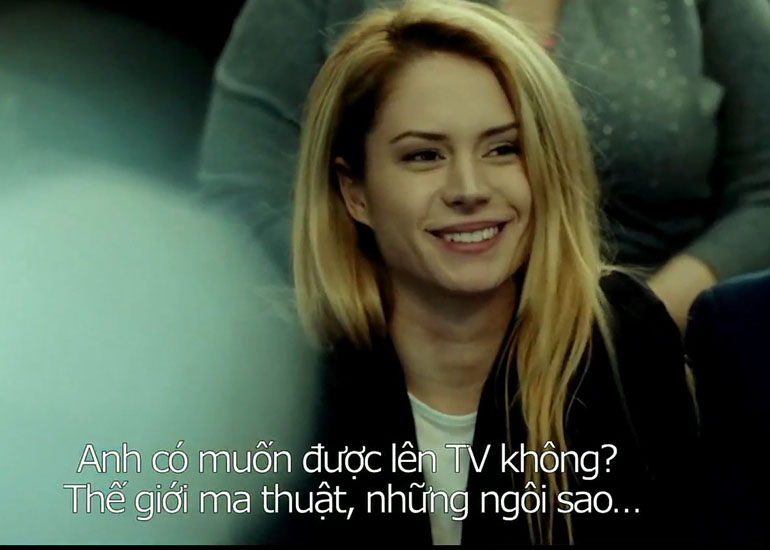 Anh có muốn được lên TV không?
Thế giới ma thuật, những ngôi sao...